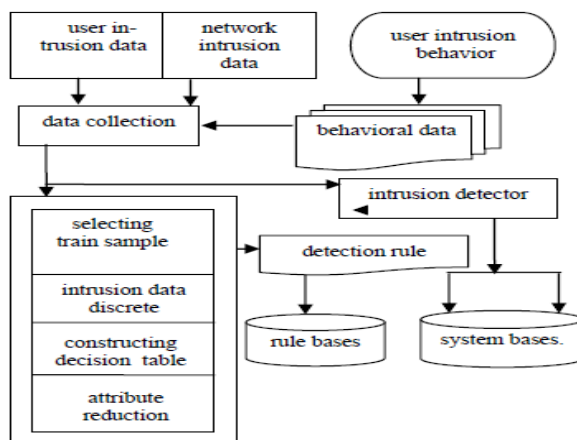 user in-
trusion data
network
intrusion
data
user intrusion
behavior
data collection
behavioral data
intrusion detector
selecting
train sample
detection rule
intrusion data
discrete
constructing
decision table
attribute
reduction
rule bases
system bases.